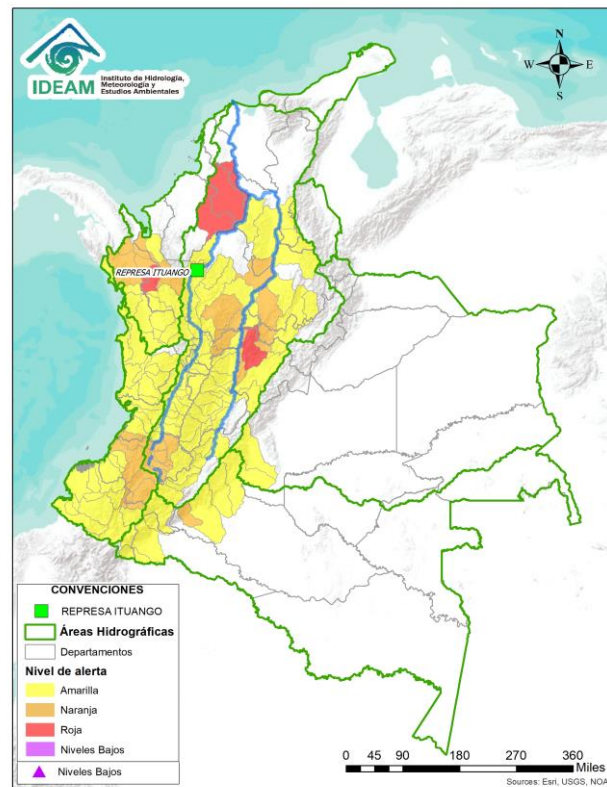 IDEAM
Instituto de Hidrología,
Meteorología y
Estudios Ambientales
N
W
E
S
REPRESA ITUANGO
CONVENCIONES
REPRESA ITUANGO
Áreas Hidrográficas
Departamentos
Nivel de alerta
Amarilla
Naranja
Roja
Niveles Bajos
Niveles Bajos
0 45 90 180 270 360
Miles
Sources: Esri, USGS, NOA